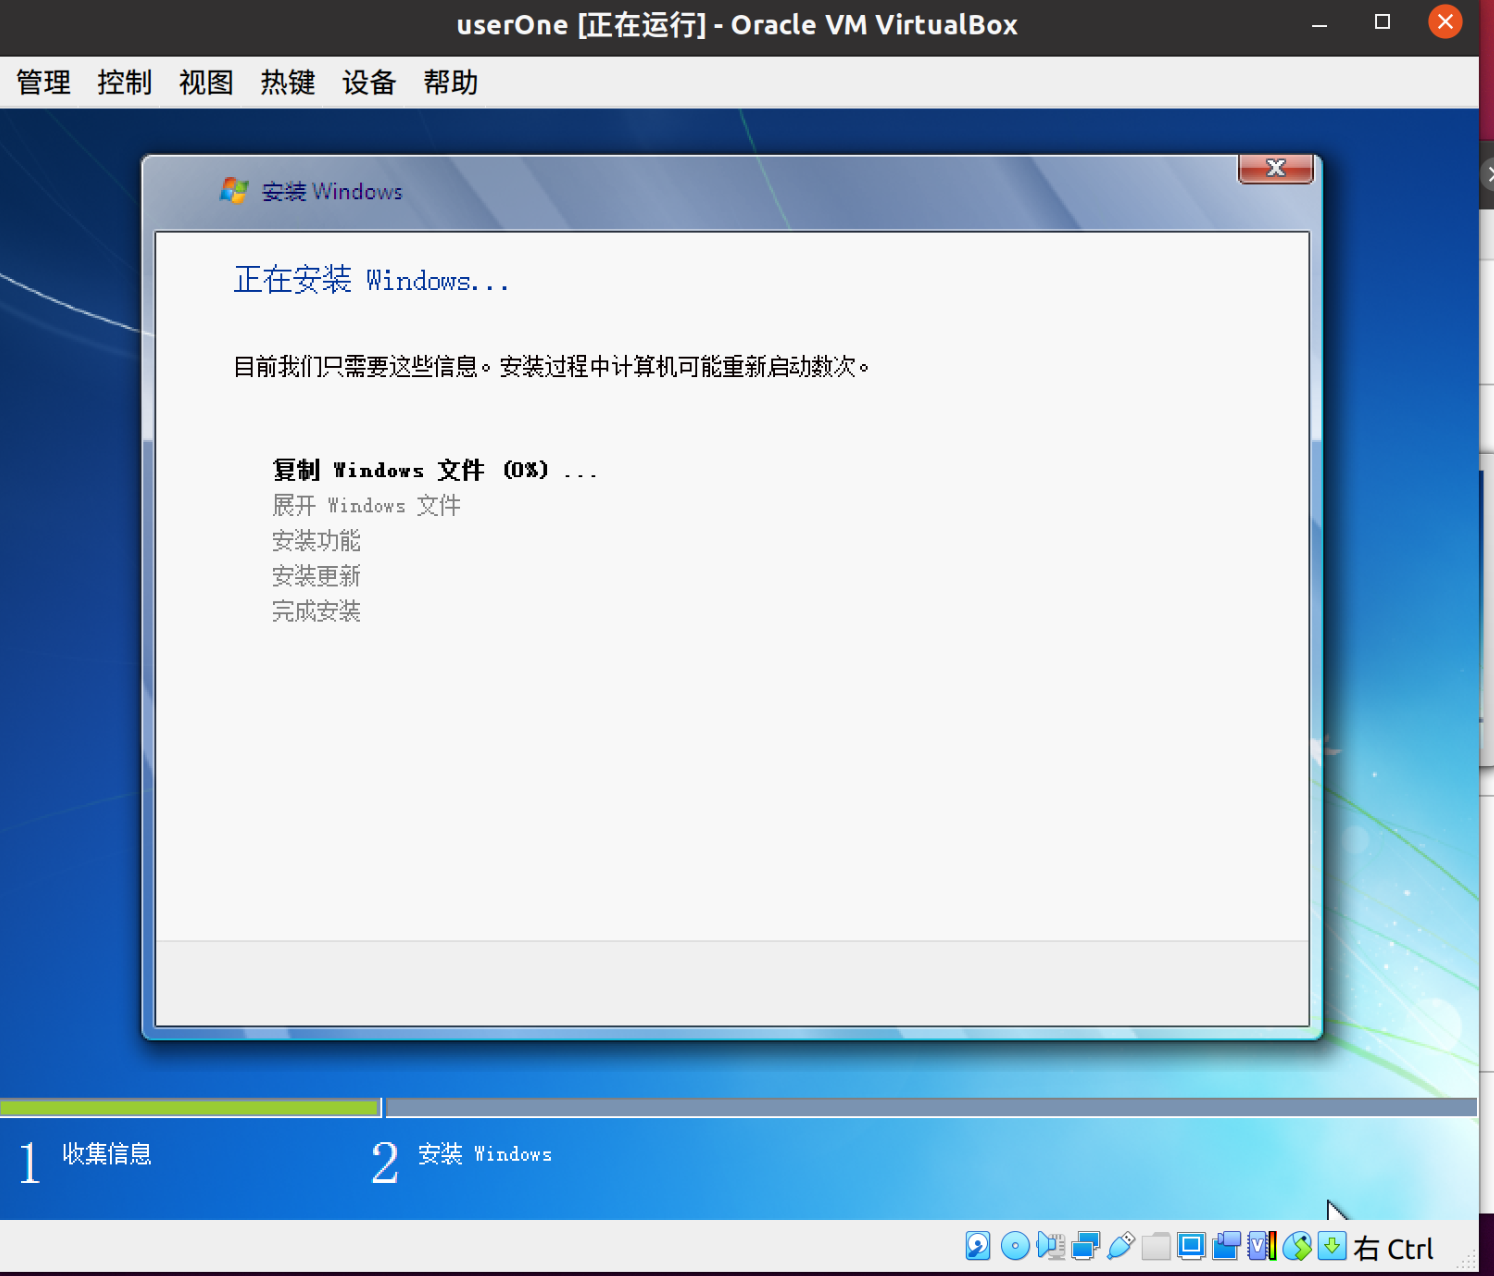 userOne [正在运行] - Oracle VM VirtualBox
管理 控制 视图 热键 设备 帮助
安装 Windows
正在安装 Windows...
目前我们只需要这些信息。安装过程中计算机可能重新启动数次。
复制 Windows 文件 (0%) ...
展开 Windows 文件
安装功能
安装更新
完成安装
1 收集信息 2 安装 Windows
右 Ctrl